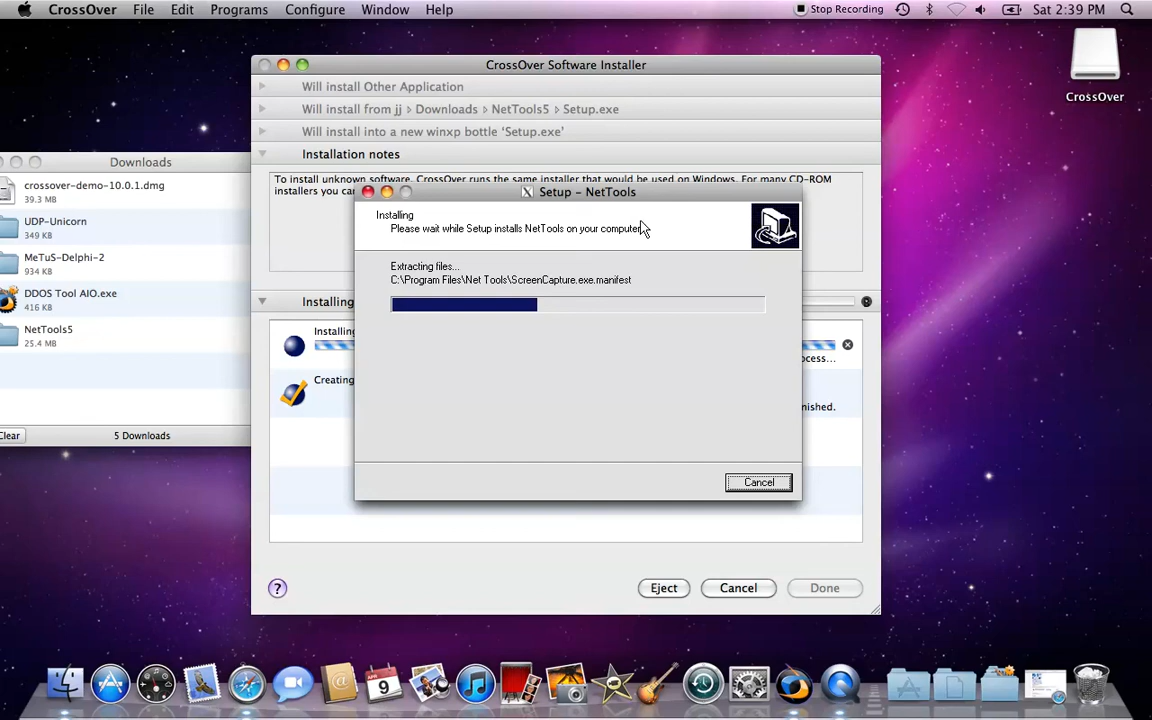 CrossOver File Edit Programs Configure Window Help Stop Recording Sat 2:39 PM
CrossOver
CrossOver Software Installer
Will install Other Application
Will install from jj Downloads NetTools5 Setup.exe
Will install into a new winxp bottle 'Setup.exe'
Installation notes
To install unknown software, CrossOver runs the same installer that would be used on Windows. For many CD-ROM
installers you can
Downloads
crossover-demo-10.0.1.dmg
39.3 MB
UDP-Unicorn
349 KB
MeTuS-Delphi-2
934 KB
DDOS Tool AIO.exe
416 KB
NetTools5
25.4 MB
Clear
5 Downloads
X Setup - NetTools
Installing
Please wait while Setup installs NetTools on your computer
Extracting files...
C:\Program Files\Net Tools\ScreenCapture.exe.manifest
Cancel
Installing
Installing
ocess...
Creating
inished.
? Eject Cancel Done
APR
9